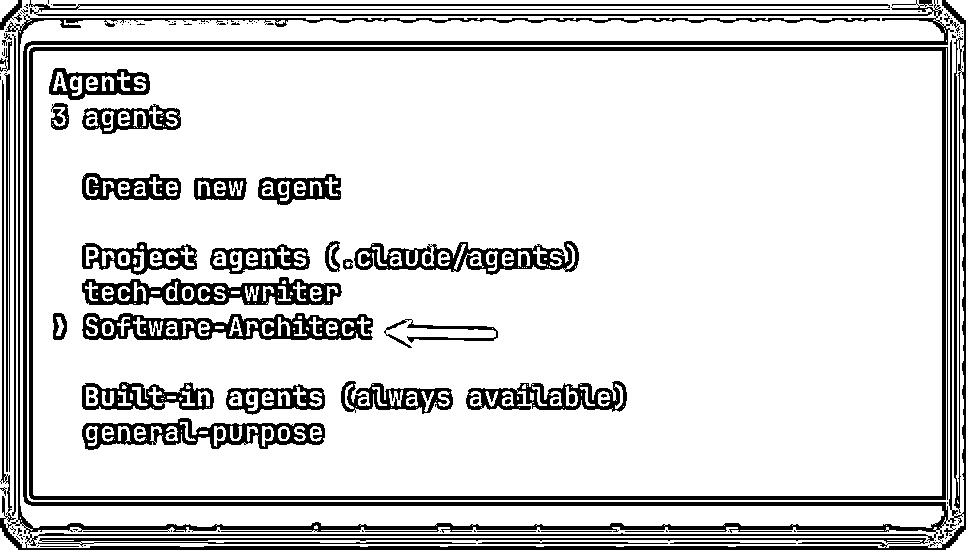 Agents
3 agents
Create new agent
Project agents (.claude/agents)
tech-docs-writer
❯ Software-Architect
Built-in agents (always available)
general-purpose